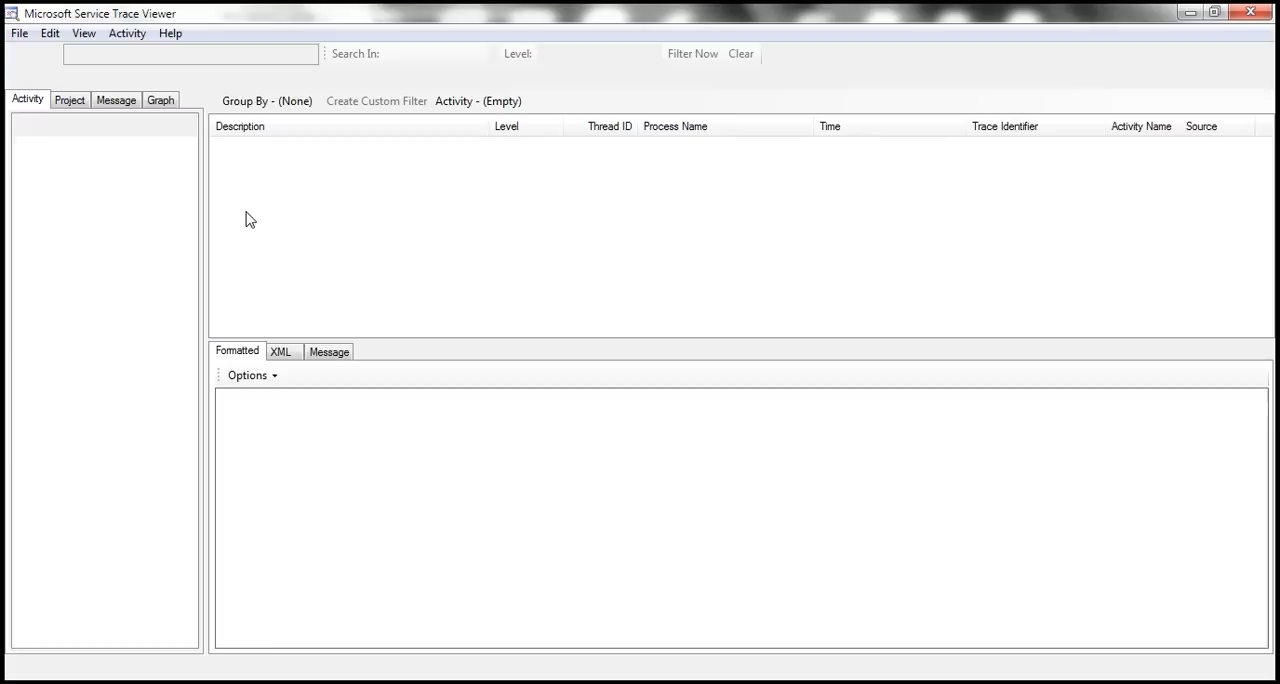 Microsoft Service Trace Viewer
File Edit View Activity Help
Search In: Level: Filter Now Clear
Activity Project Message Graph
Group By - (None) Create Custom Filter Activity - (Empty)
Description Level Thread ID Process Name Time Trace Identifier Activity Name Source
Formatted XML Message
Options